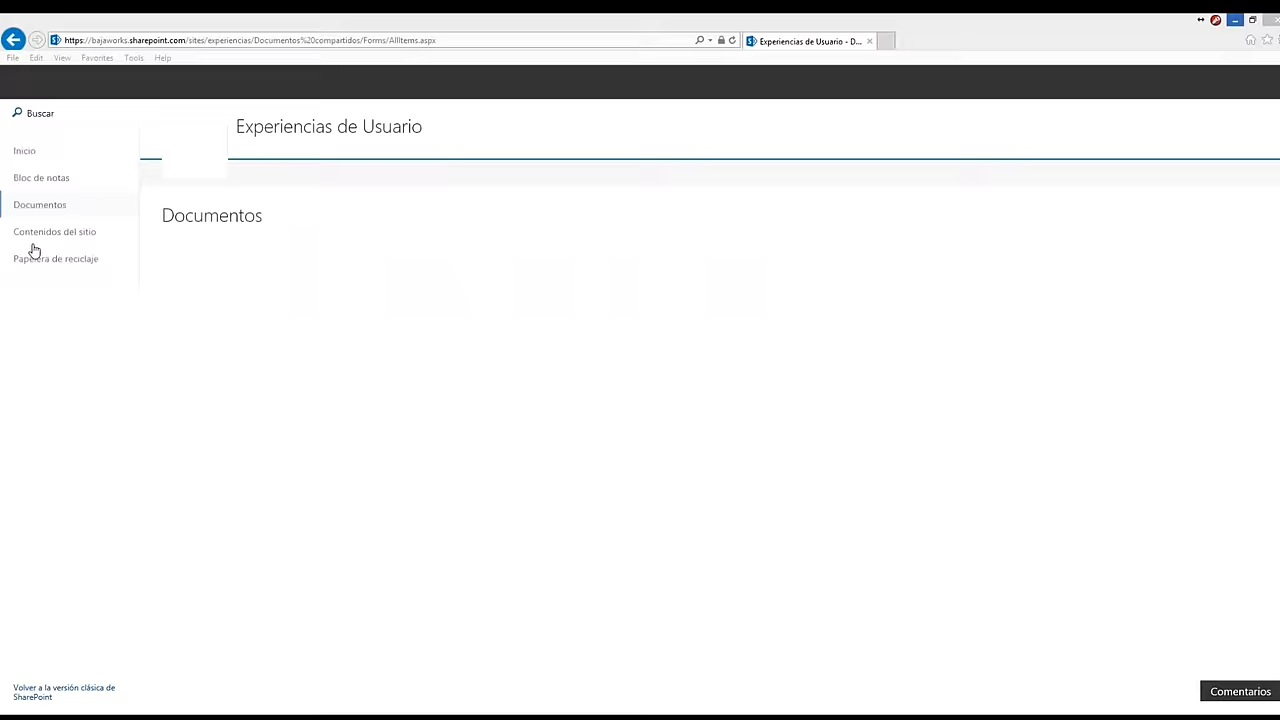 https://bajaworks.sharepoint.com/sites/experiencias/Documentos%20compartidos/Forms/AllItems.aspx
Experiencias de Usuario - D...
File Edit View Favorites Tools Help
Buscar
Experiencias de Usuario
Inicio
Bloc de notas
Documentos
Documentos
Contenidos del sitio
Papelera de reciclaje
Volver a la versión clásica de
SharePoint
Comentarios